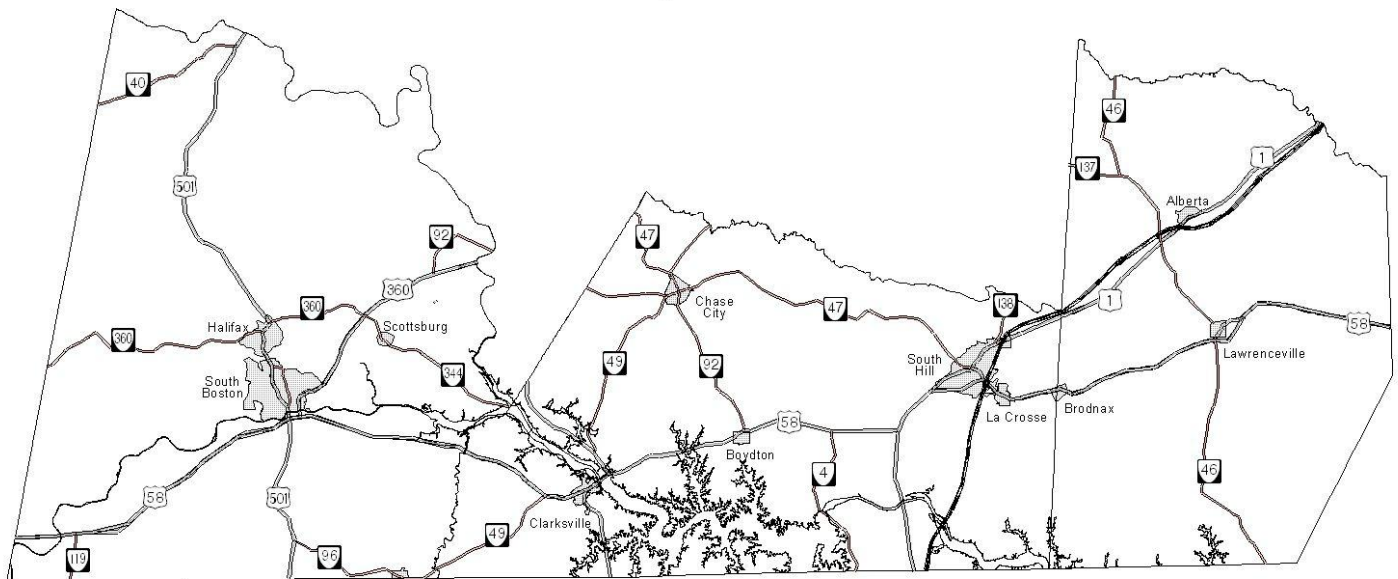 40
46
1
137
501
Alberta
92
47
360
138
1
360
Chase
City
47
58
Halifax
360
Scottsburg
South
Hill
Lawrenceville
49
92
344
South
Boston
La Crosse
Brodnax
58
Boydton
4
46
58
501
Clarksville
49
96
119